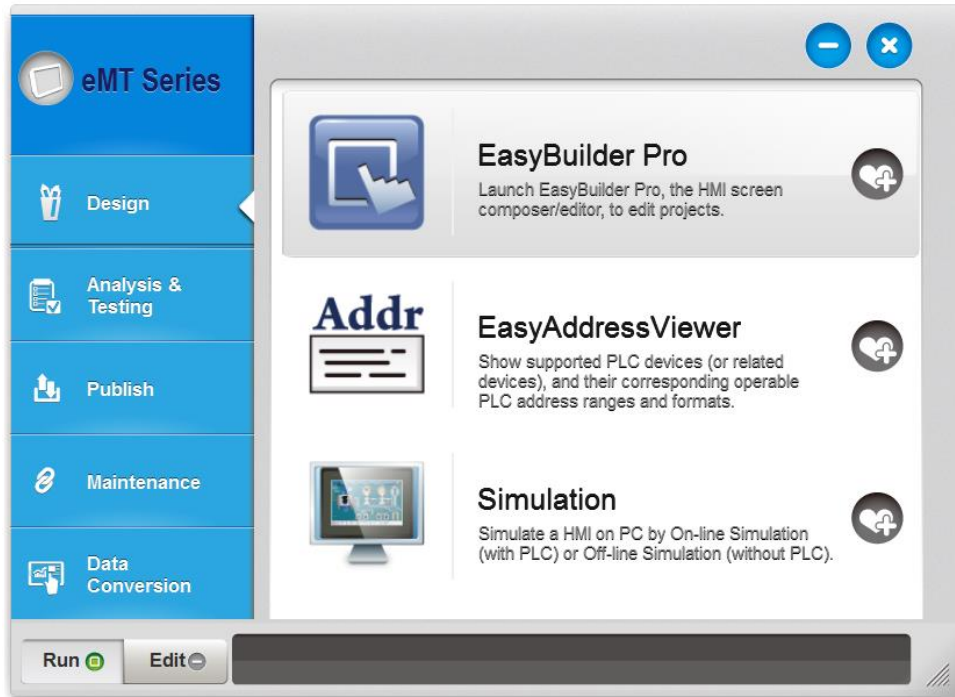 eMT Series
Design
Analysis &
Testing
Publish
Maintenance
Data
Conversion
EasyBuilder Pro
Launch EasyBuilder Pro, the HMI screen
composer/editor, to edit projects.
Addr
EasyAddressViewer
Show supported PLC devices (or related
devices), and their corresponding operable
PLC address ranges and formats.
Simulation
Simulate a HMI on PC by On-line Simulation
(with PLC) or Off-line Simulation (without PLC).
Run
Edit